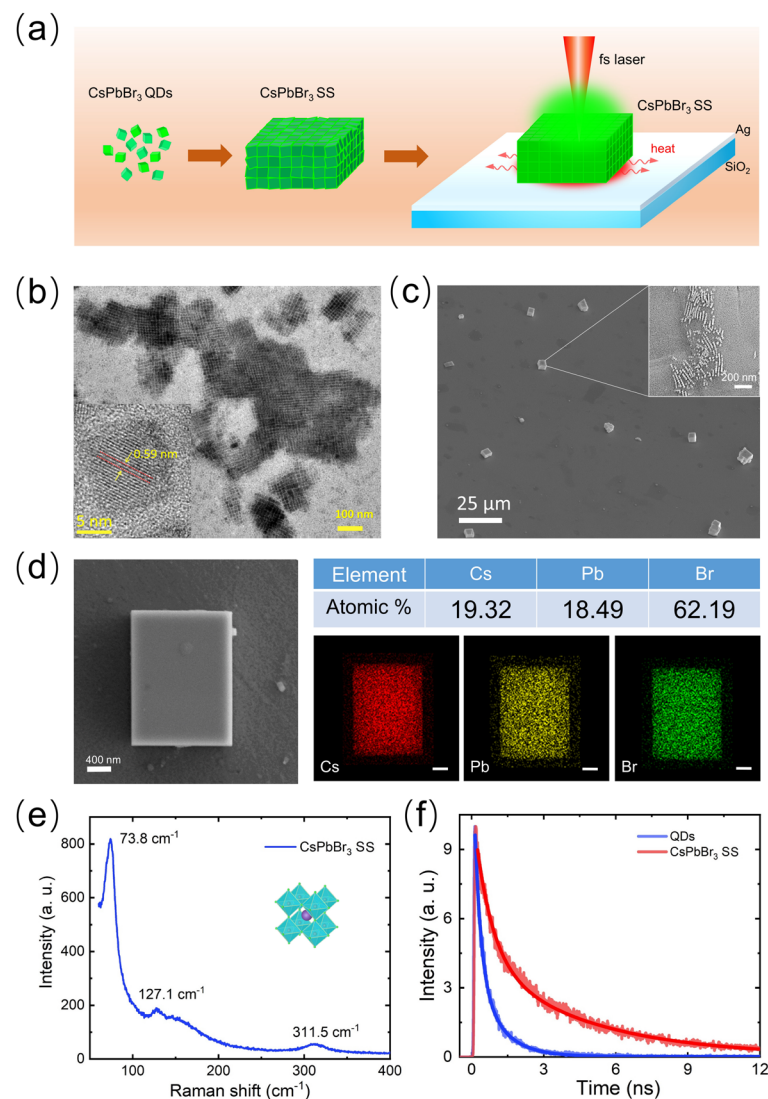 (a)
fs laser
CsPbBr₃ QDs
CsPbBr₃ SS
CsPbBr₃ SS
Ag
heat
SiO₂
(b)
0.59 nm
5 nm
100 nm
(c)
200 nm
25 μm
(d)
400 nm
Element Cs Pb Br
Atomic % 19.32 18.49 62.19
Cs
Pb
Br
(e)
800
600
400
200
0
Intensity (a. u.)
73.8 cm⁻¹
127.1 cm⁻¹
311.5 cm⁻¹
CsPbBr₃ SS
100 200 300 400
Raman shift (cm⁻¹)
(f)
9
6
3
0
Intensity (a. u.)
QDs
CsPbBr₃ SS
0 3 6 9 12
Time (ns)